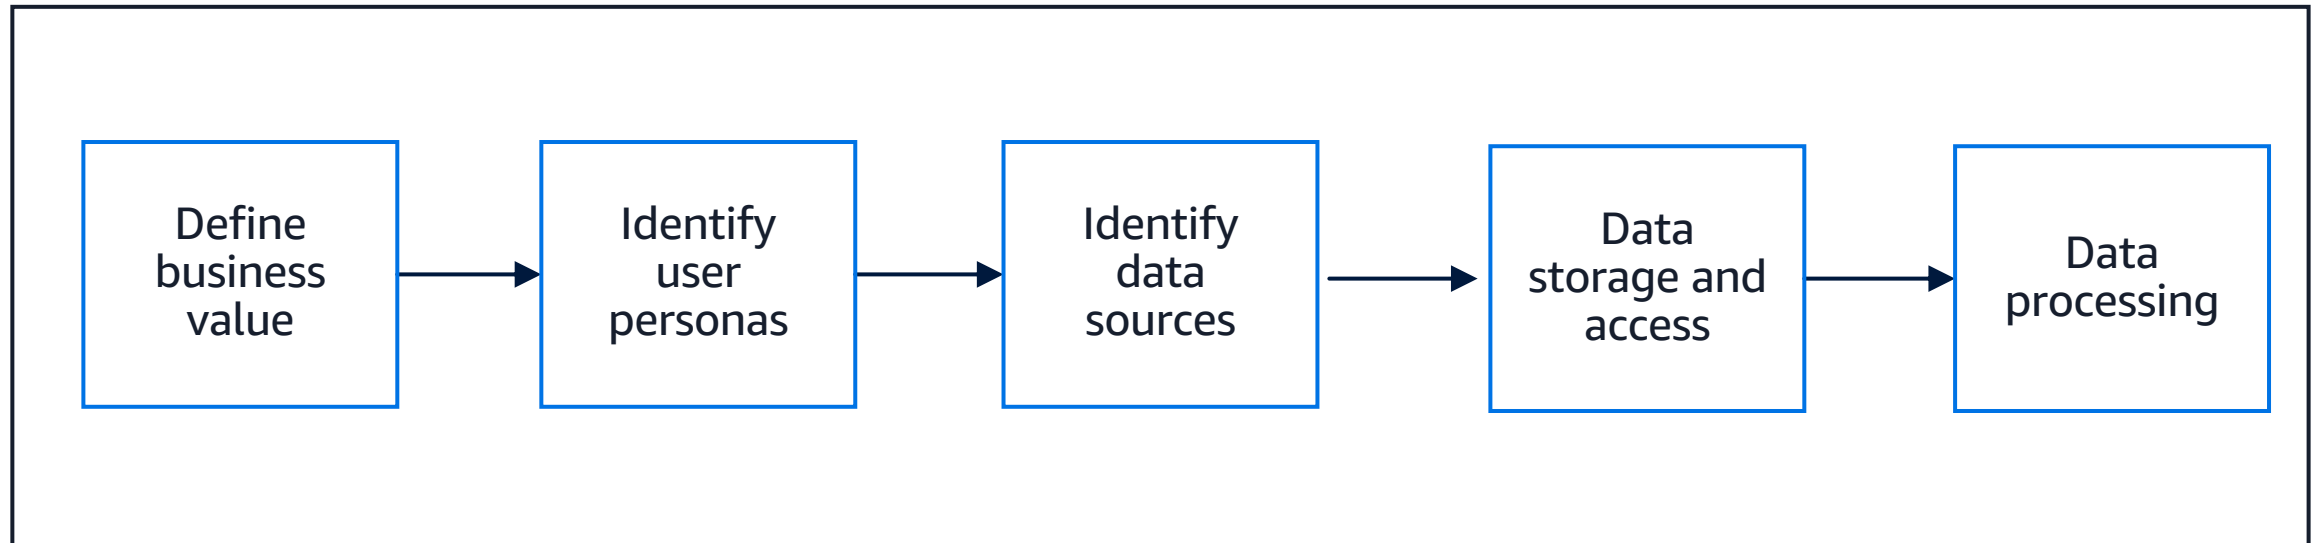 Define
business
value
Identify
user
personas
Identify
data
sources
Data
storage and
access
Data
processing